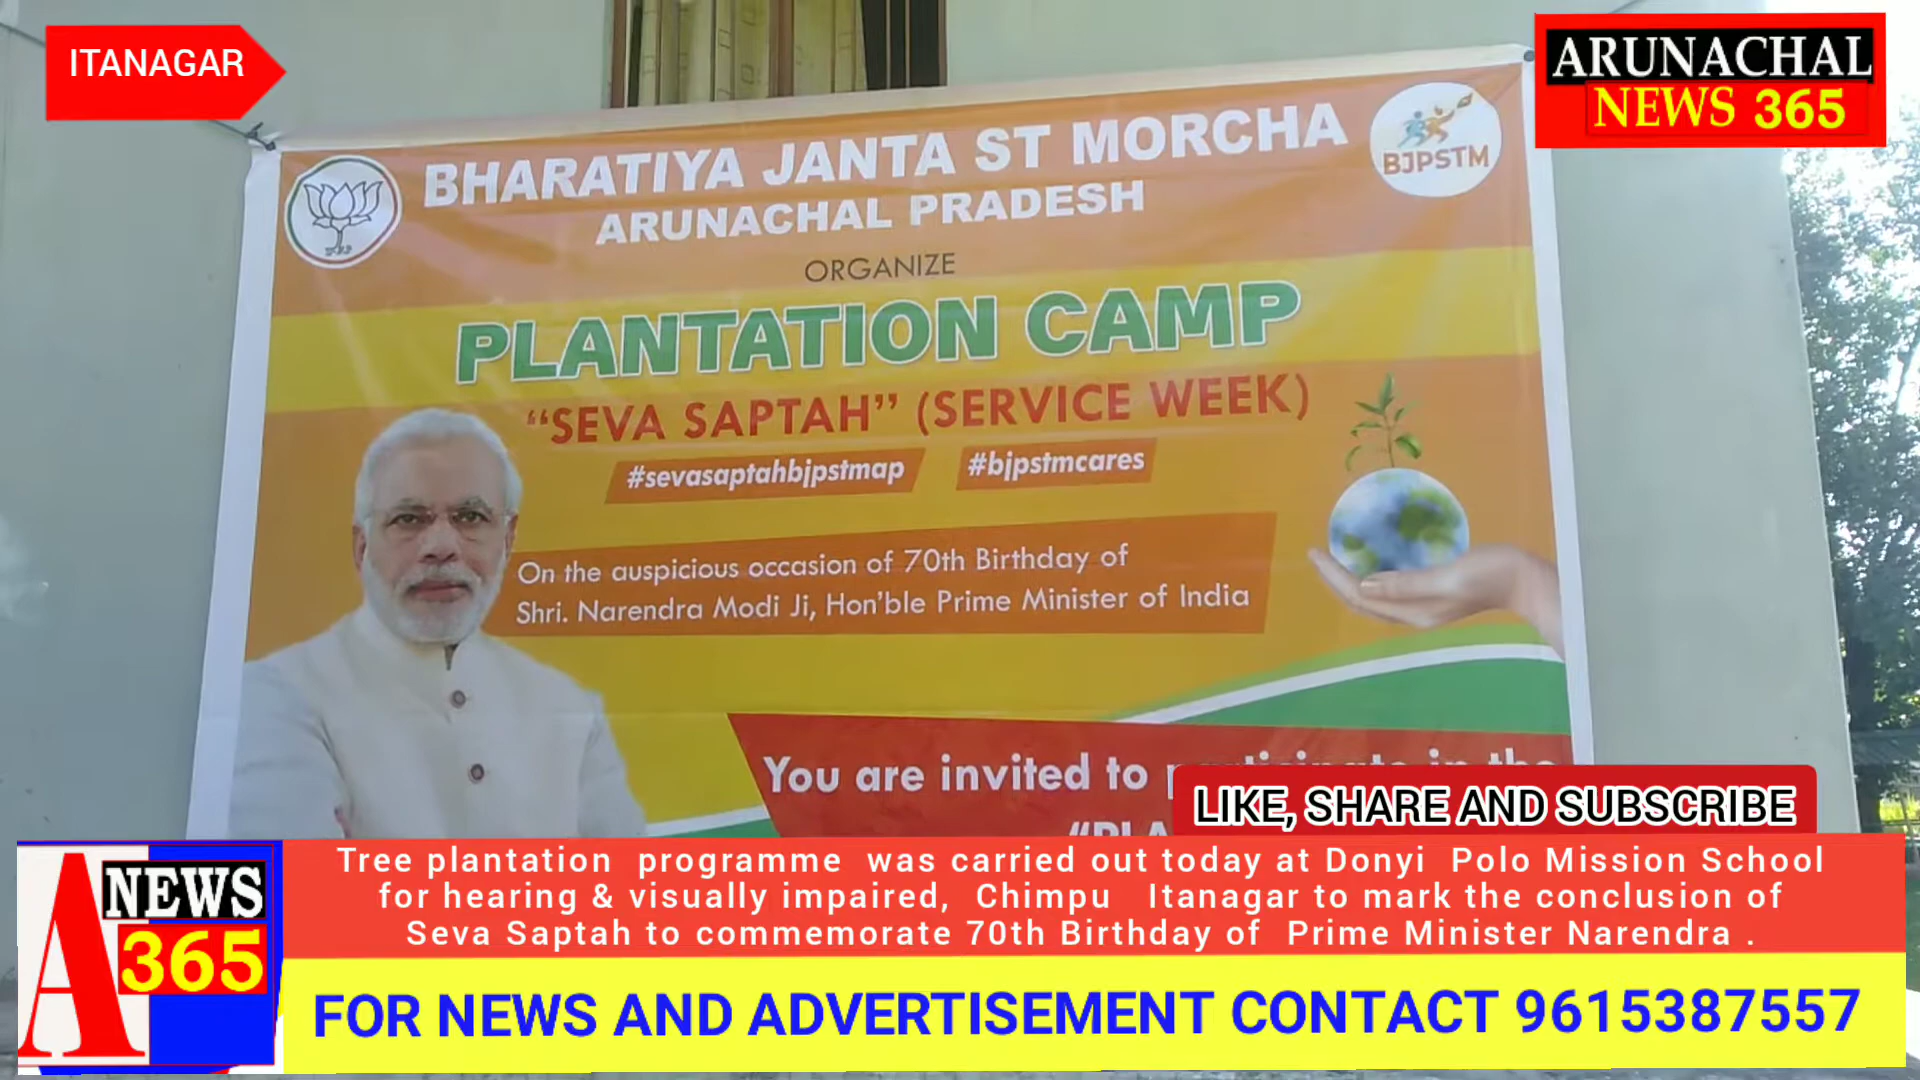 ITANAGAR
ARUNACHAL
NEWS 365
BHARATIYA JANTA ST MORCHA
BJPSTM
ARUNACHAL PRADESH
ORGANIZE
PLANTATION CAMP
“SEVA SAPTAH” (SERVICE WEEK)
#sevasaptahbjpstmap #bjpstmcares
On the auspicious occasion of 70th Birthday of
Shri. Narendra Modi Ji, Hon'ble Prime Minister of India
You are invited to participate in the
LIKE, SHARE AND SUBSCRIBE
A NEWS
365
Tree plantation programme was carried out today at Donyi Polo Mission School
for hearing & visually impaired, Chimpu Itanagar to mark the conclusion of
Seva Saptah to commemorate 70th Birthday of Prime Minister Narendra .
FOR NEWS AND ADVERTISEMENT CONTACT 9615387557